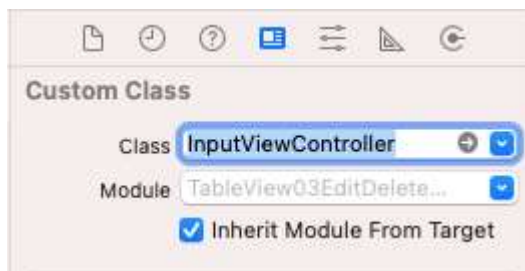 Custom Class
Class InputViewController
Module TableView03EditDelete...
Inherit Module From Target